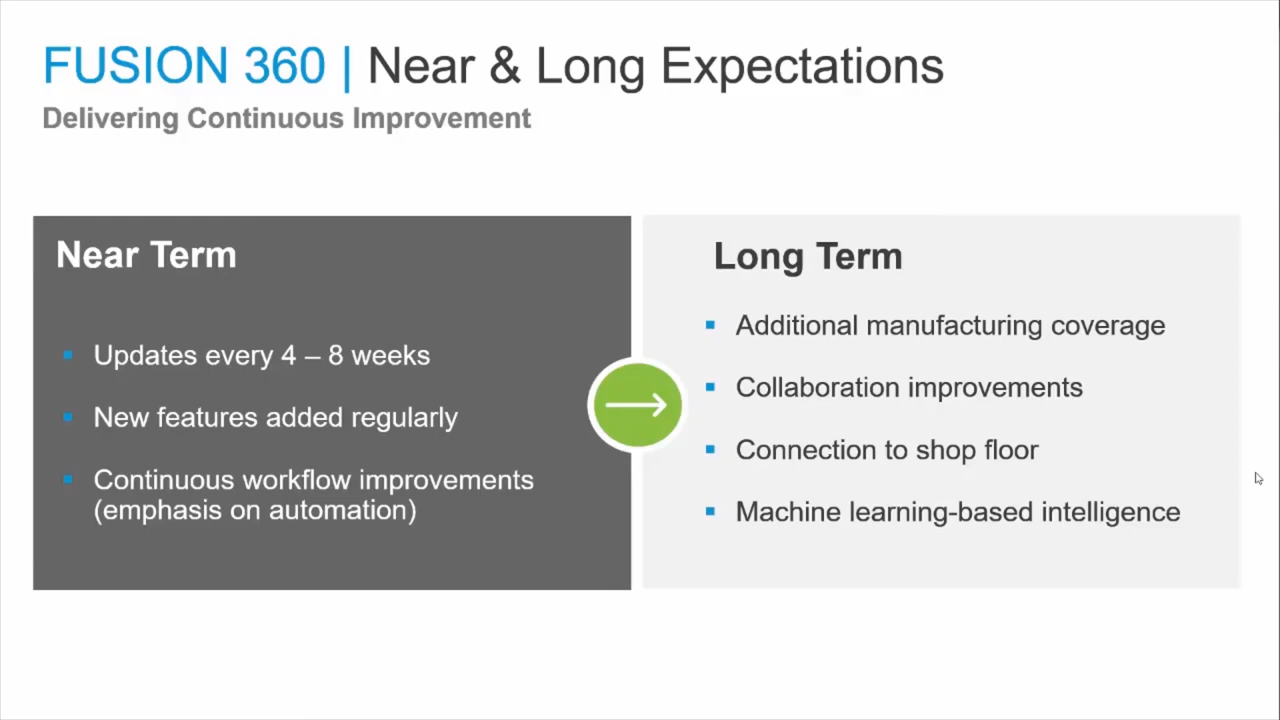 FUSION 360 | Near & Long Expectations
Delivering Continuous Improvement
Near Term
Updates every 4 – 8 weeks
New features added regularly
Continuous workflow improvements
(emphasis on automation)
Long Term
Additional manufacturing coverage
Collaboration improvements
Connection to shop floor
Machine learning-based intelligence